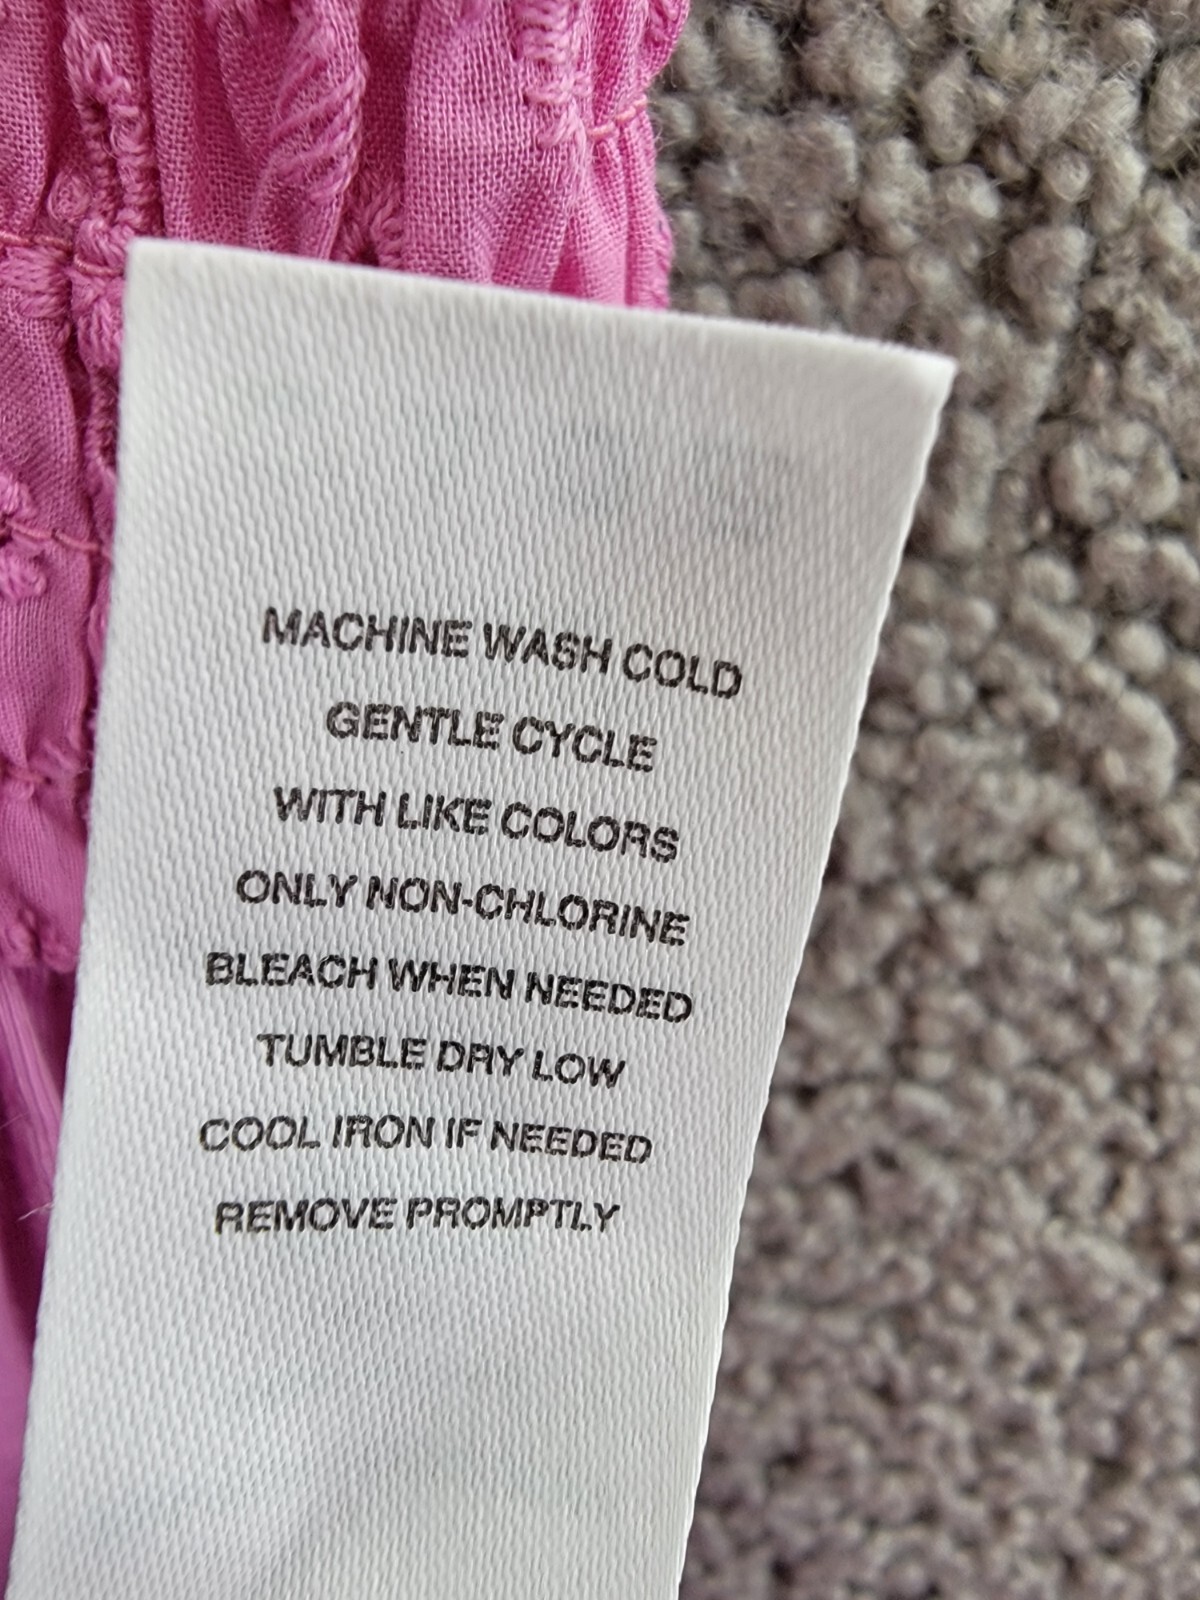 MACHINE WASH COLD
GENTLE CYCLE
WITH LIKE COLORS
ONLY NON-CHLORINE
BLEACH WHEN NEEDED
TUMBLE DRY LOW
COOL IRON IF NEEDED
REMOVE PROMPTLY